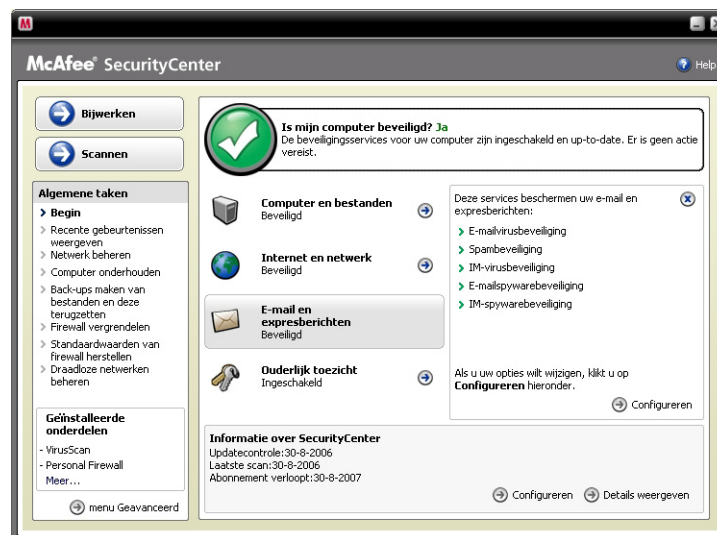 McAfee® SecurityCenter
Help
Bijwerken
Scannen
Algemene taken
Begin
Recente gebeurtenissen
weergeven
Netwerk beheren
Computer onderhouden
Back-ups maken van
bestanden en deze
terugzetten
Firewall vergrendelen
Standaardwaarden van
firewall herstellen
Draadloze netwerken
beheren
Geïnstalleerde
onderdelen
- VirusScan
- Personal Firewall
Meer...
menu Geavanceerd
Is mijn computer beveiligd? Ja
De beveiligingsservices voor uw computer zijn ingeschakeld en up-to-date. Er is geen actie
vereist.
Computer en bestanden
Beveiligd
Internet en netwerk
Beveiligd
E-mail en
expresberichten
Beveiligd
Ouderlijk toezicht
Ingeschakeld
Deze services beschermen uw e-mail en
expresberichten:
E-mailvirusbeveiliging
Spambeveiliging
IM-virusbeveiliging
E-mailspywarebeveiliging
IM-spywarebeveiliging
Als u uw opties wilt wijzigen, klikt u op
Configureren hieronder.
Configureren
Informatie over SecurityCenter
Updatecontrole:30-8-2006
Laatste scan:30-8-2006
Abonnement verloopt:30-8-2007
Configureren
Details weergeven